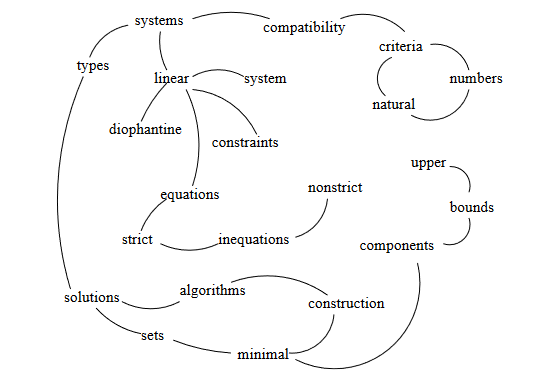 systems
compatibility
criteria
types
linear
system
numbers
natural
diophantine
constraints
upper
nonstrict
equations
bounds
strict
inequations
components
algorithms
solutions
construction
sets
minimal